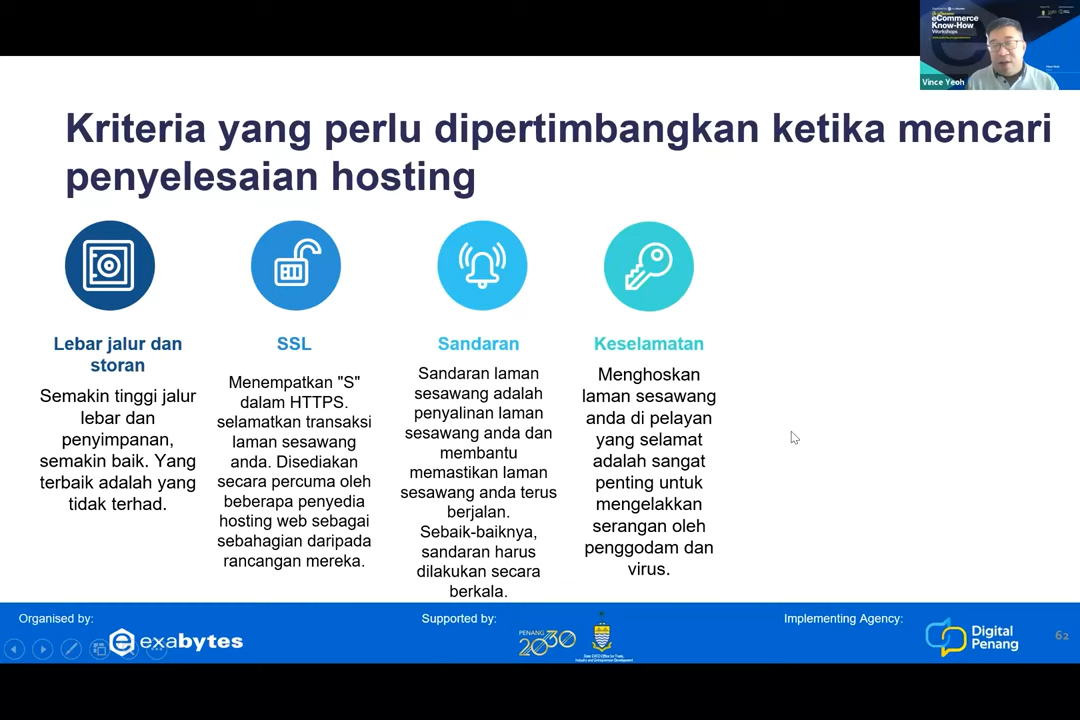 eCommerce
Know-How
Workshops
Vince Yeoh
Kriteria yang perlu dipertimbangkan ketika mencari
penyelesaian hosting
Lebar jalur dan
storan
Semakin tinggi jalur
lebar dan
penyimpanan,
semakin baik. Yang
terbaik adalah yang
tidak terhad.
SSL
Menempatkan "S"
dalam HTTPS.
selamatkan transaksi
laman sesawang
anda. Disediakan
secara percuma oleh
beberapa penyedia
hosting web sebagai
sebahagian daripada
rancangan mereka.
Sandaran
Sandaran laman
sesawang adalah
penyalinan laman
sesawang anda dan
membantu
memastikan laman
sesawang anda terus
berjalan.
Sebaik-baiknya,
sandaran harus
dilakukan secara
berkala.
Keselamatan
Menghoskan
laman sesawang
anda di pelayan
yang selamat
adalah sangat
penting untuk
mengelakkan
serangan oleh
penggodam dan
virus.
Organised by:
exabytes
Supported by:
PENANG
2030
Implementing Agency:
Digital
Penang
62